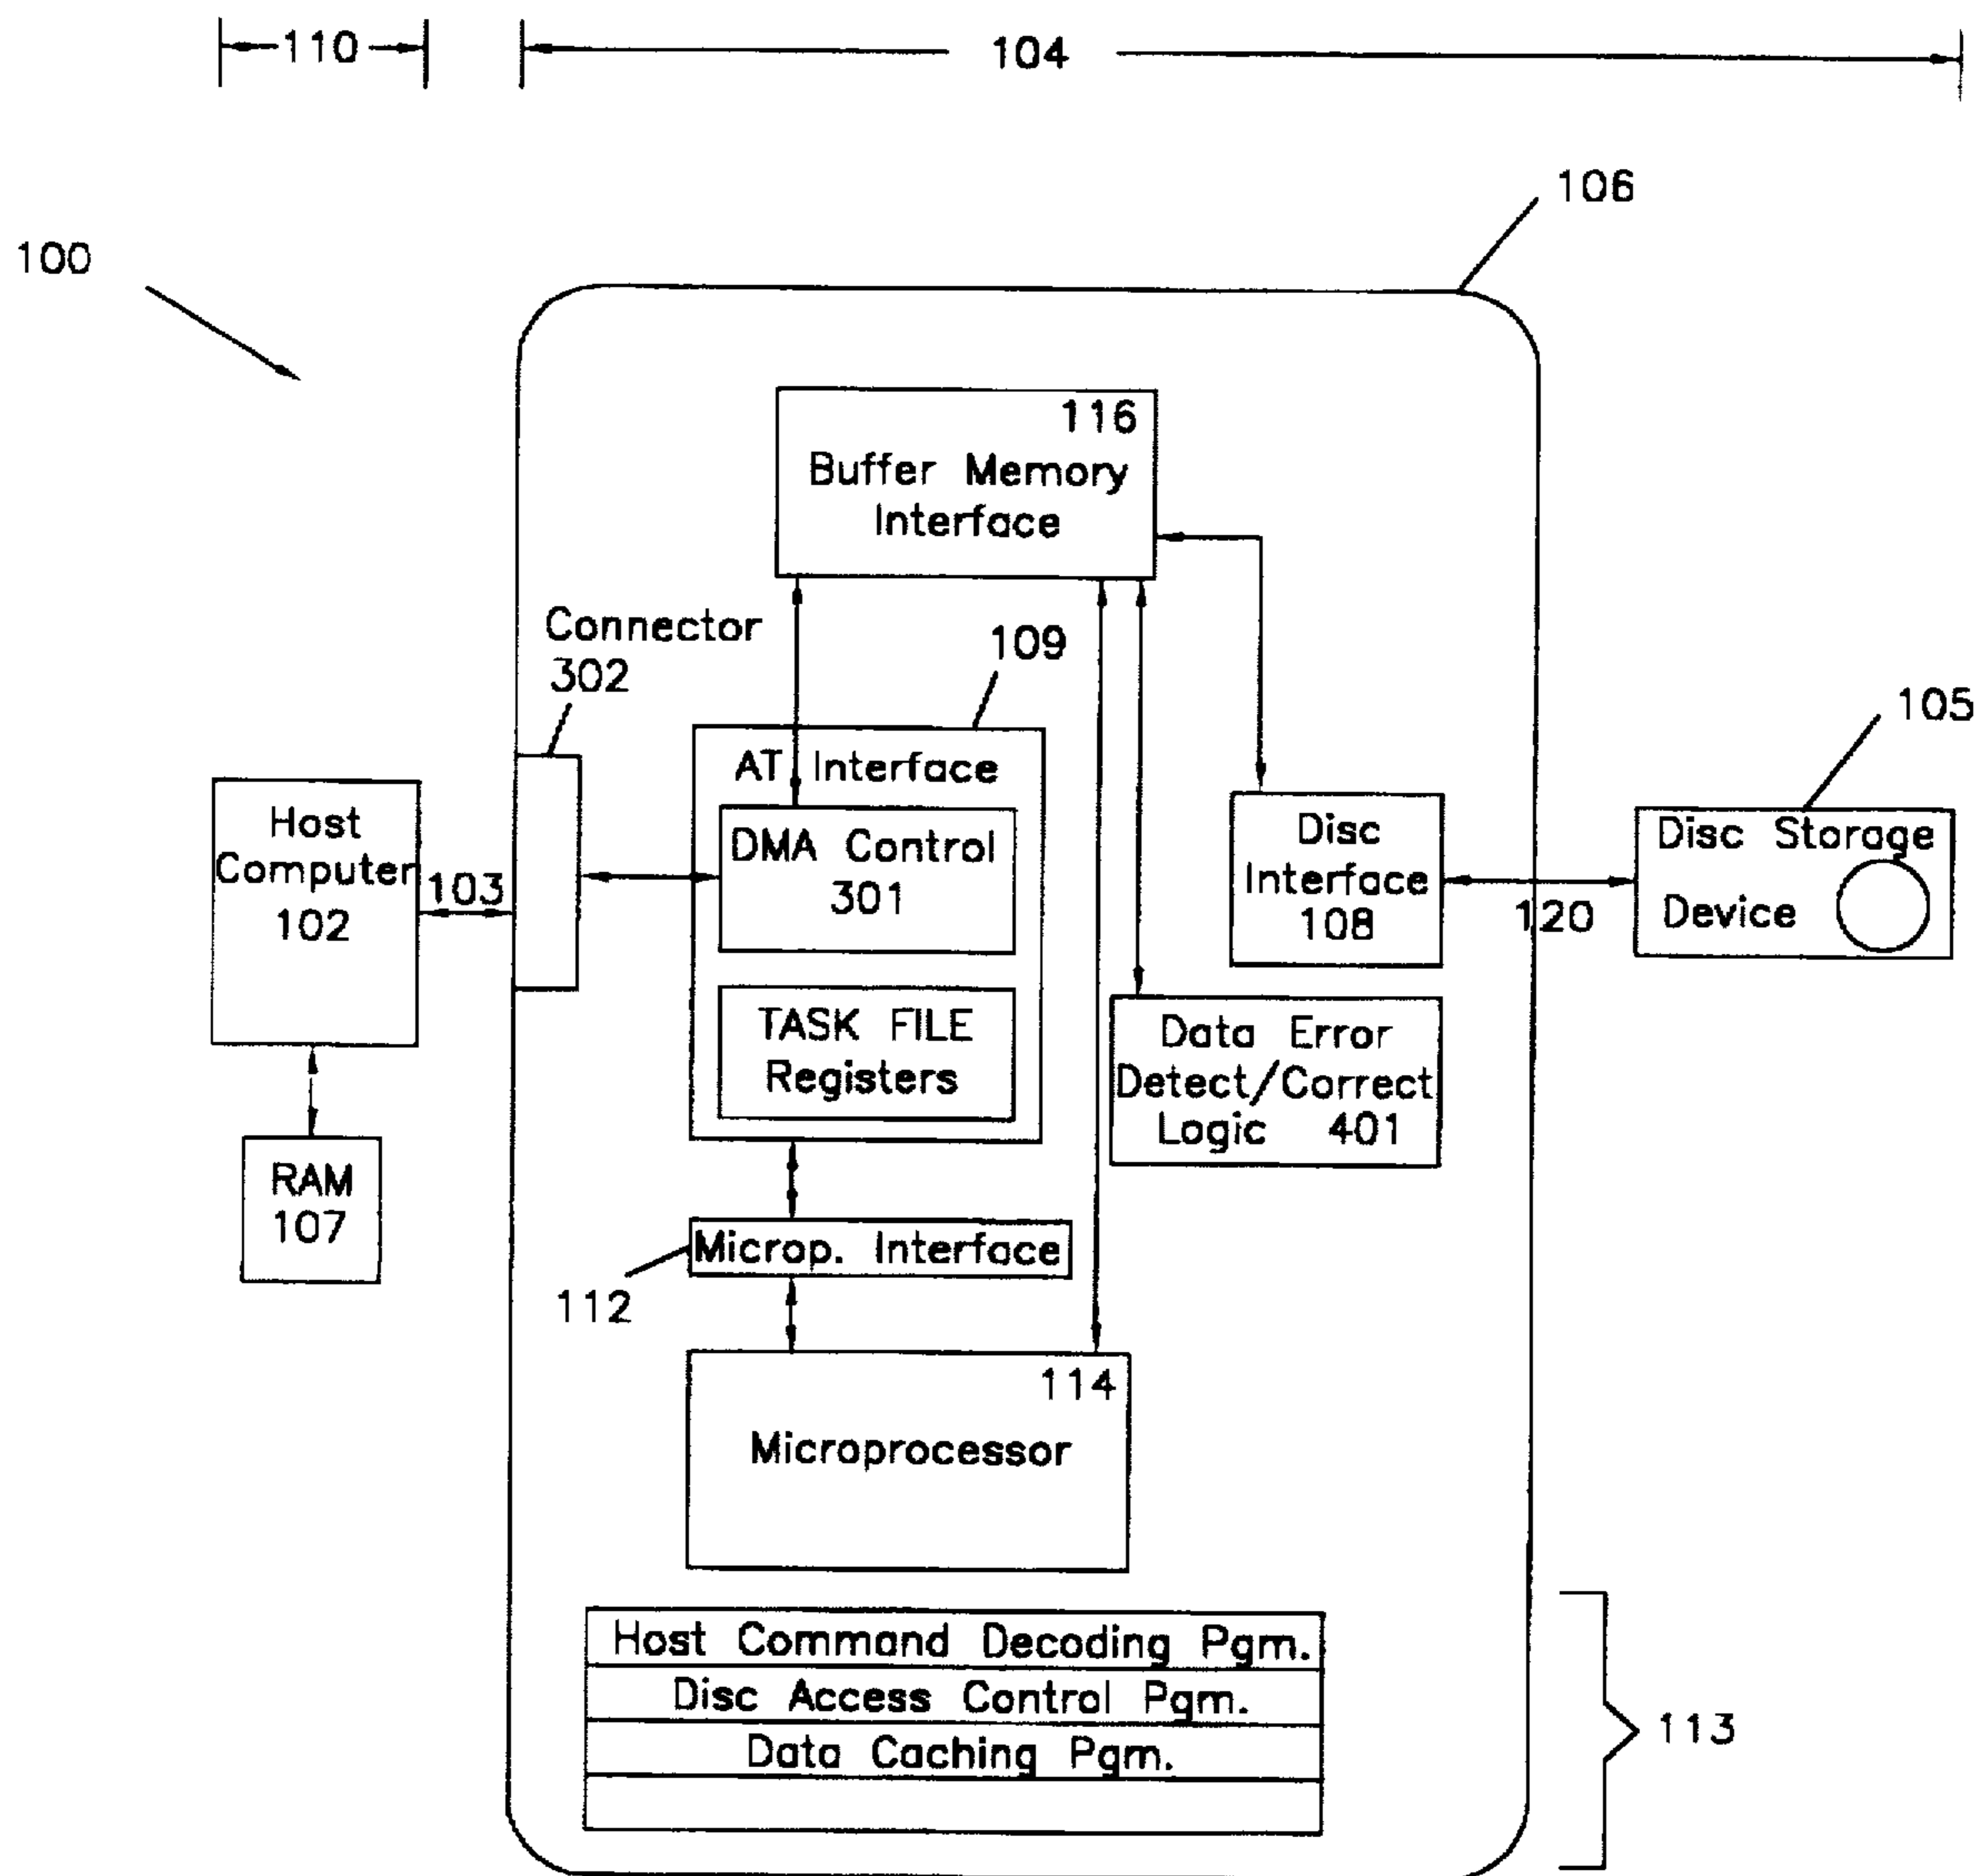 110
104
106
100
116
Buffer Memory
Interface
Connector
302
109
105
AT Interface
Host
Computer
102
103
DMA Control
301
Disc
Interface
108
120
Disc Storage
Device
TASK FILE
Registers
Data Error
Detect/Correct
Logic 401
RAM
107
Microp. Interface
112
114
Microprocessor
Host Command Decoding Pgm.
Disc Access Control Pgm.
Data Caching Pgm.
113